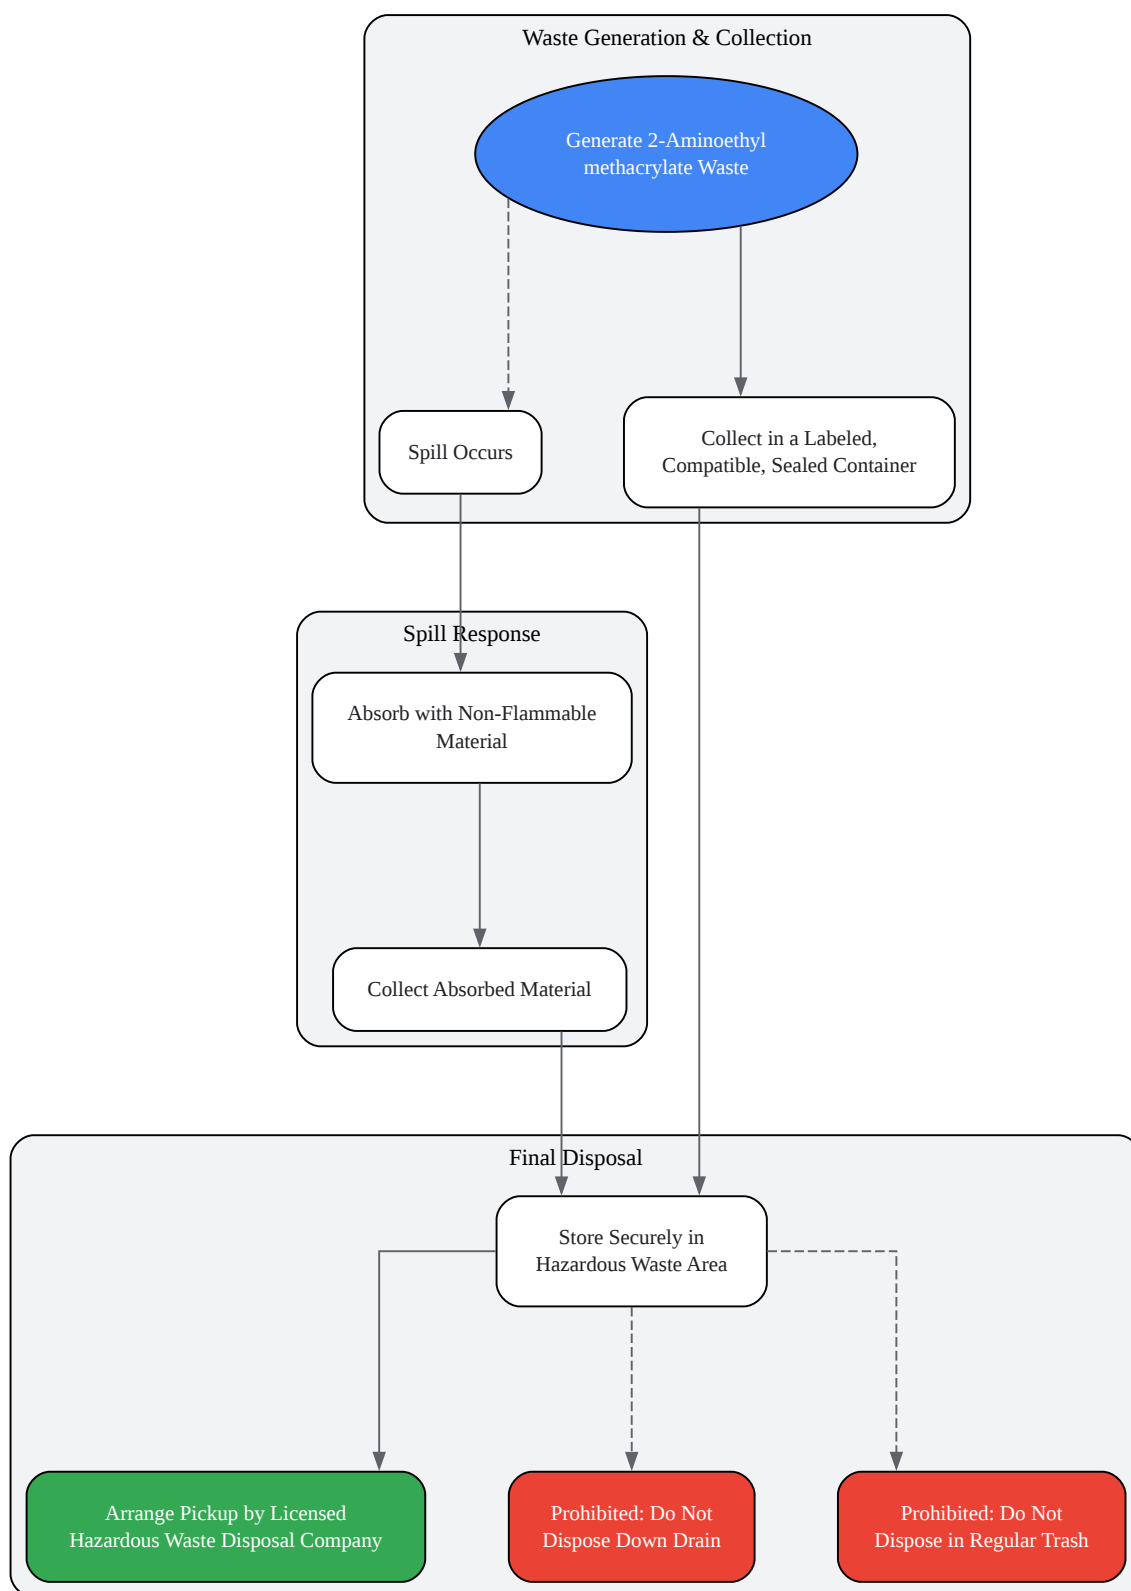 Waste Generation & Collection
Generate 2-Aminoethyl
methacrylate Waste
Spill Occurs
Collect in a Labeled,
Compatible, Sealed Container
Spill Response
Absorb with Non-Flammable
Material
Collect Absorbed Material
Final Disposal
Store Securely in
Hazardous Waste Area
Arrange Pickup by Licensed
Hazardous Waste Disposal Company
Prohibited: Do Not
Dispose Down Drain
Prohibited: Do Not
Dispose in Regular Trash